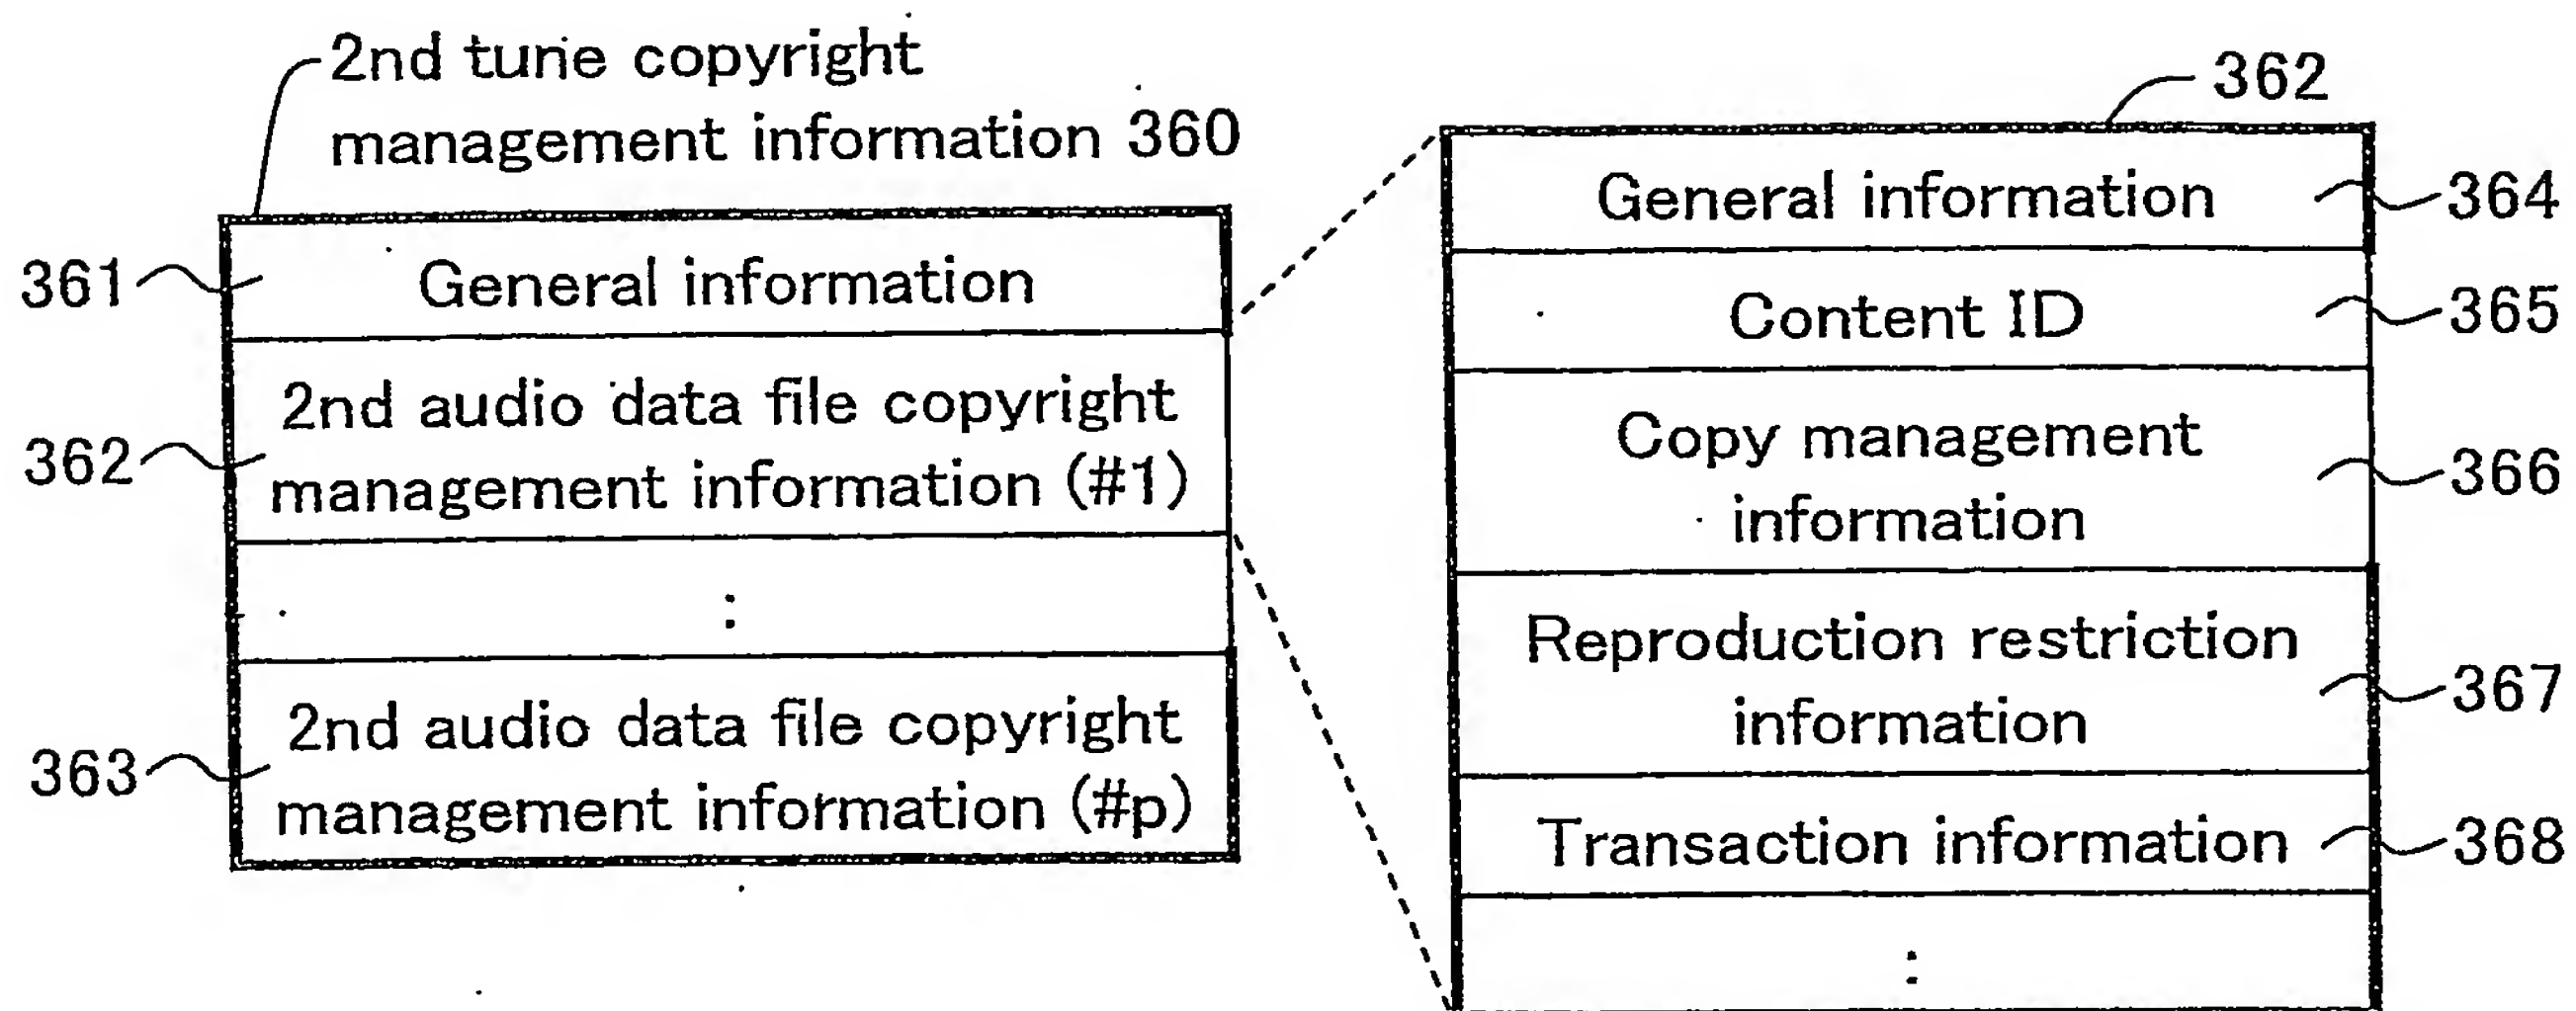 2nd tune copyright
management information 360
361
General information
362
2nd audio data file copyright
management information (#1)
:
363
2nd audio data file copyright
management information (#p)
362
General information
364
Content ID
365
Copy management
information
366
Reproduction restriction
information
367
Transaction information
368
: